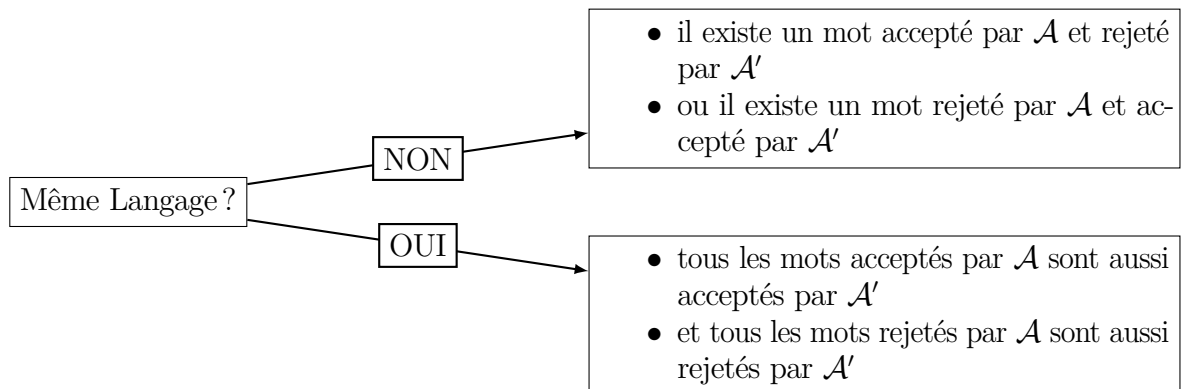 • il existe un mot accepté par 𝒜 et rejeté
par 𝒜′
• ou il existe un mot rejeté par 𝒜 et ac-
cepté par 𝒜′
NON
Même Langage ?
OUI
• tous les mots acceptés par 𝒜 sont aussi
acceptés par 𝒜′
• et tous les mots rejetés par 𝒜 sont aussi
rejetés par 𝒜′